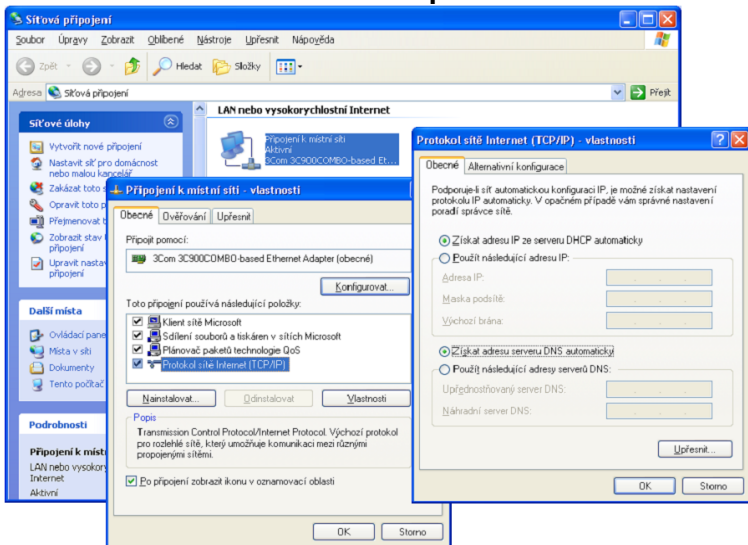 Síťová připojení
Soubor Úpravy Zobrazit Oblíbené Nástroje Upřesnit Nápověda
Zpět Hledat Složky
Adresa Síťová připojení Přejít
Síťové úlohy
Vytvořit nové připojení
Nastavit síť pro domácnost
nebo malou kancelář
Zakázat toto
Opravit toto
Přejmenovat
Zobrazit stav
připojení
Upravit
připojení
Další místa
Ovládací
Místa v síti
Dokumenty
Tento počítač
Podrobnosti
Připojení k
LAN nebo
Internet
Aktivní
LAN nebo vysokorychlostní Internet
Připojení k místní síti
Aktivní
3Com 3C900COMBO-based Et...
Připojení k místní síti - vlastnosti
Obecné Ověřování Upřesnit
Připojit pomocí:
3Com 3C900COMBO-based Ethernet Adapter (obecné)
Konfigurovat...
Toto připojení používá následující položky:
Klient sítě Microsoft
Sdílení souborů a tiskáren v sítích Microsoft
Plánovač paketů technologie QoS
Protokol sítě Internet (TCP/IP)
Nainstalovat... Odinstalovat Vlastnosti
Popis
Transmission Control Protocol/Internet Protocol. Výchozí protokol
pro rozlehlé sítě, který umožňuje komunikaci mezi různými
propojenými sítěmi.
Po připojení zobrazit ikonu v oznamovací oblasti
OK Storno
Protokol sítě Internet (TCP/IP) - vlastnosti
Obecné Alternativní konfigurace
Podporuje-li síť automatickou konfiguraci IP, je možné získat nastavení
protokolu IP automaticky. V opačném případě vám správné nastavení
poradí správce sítě.
Získat adresu IP ze serveru DHCP automaticky
Použít následující adresu IP:
Adresa IP:
Maska podsítě:
Výchozí brána:
Získat adresu serveru DNS automaticky
Použít následující adresy serverů DNS:
Upřednostňovaný server DNS:
Náhradní server DNS:
Upřesnit...
OK Storno